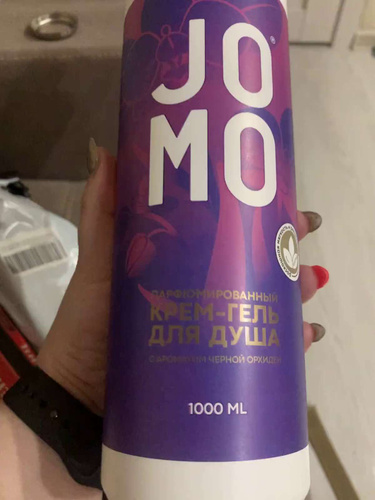 JO
MO
ПАРФЮМИРОВАННЫЙ
КРЕМ-ГЕЛЬ
ДЛЯ ДУША
С АРОМАТОМ ЧЕРНОЙ ОРХИДЕИ
1000 ML